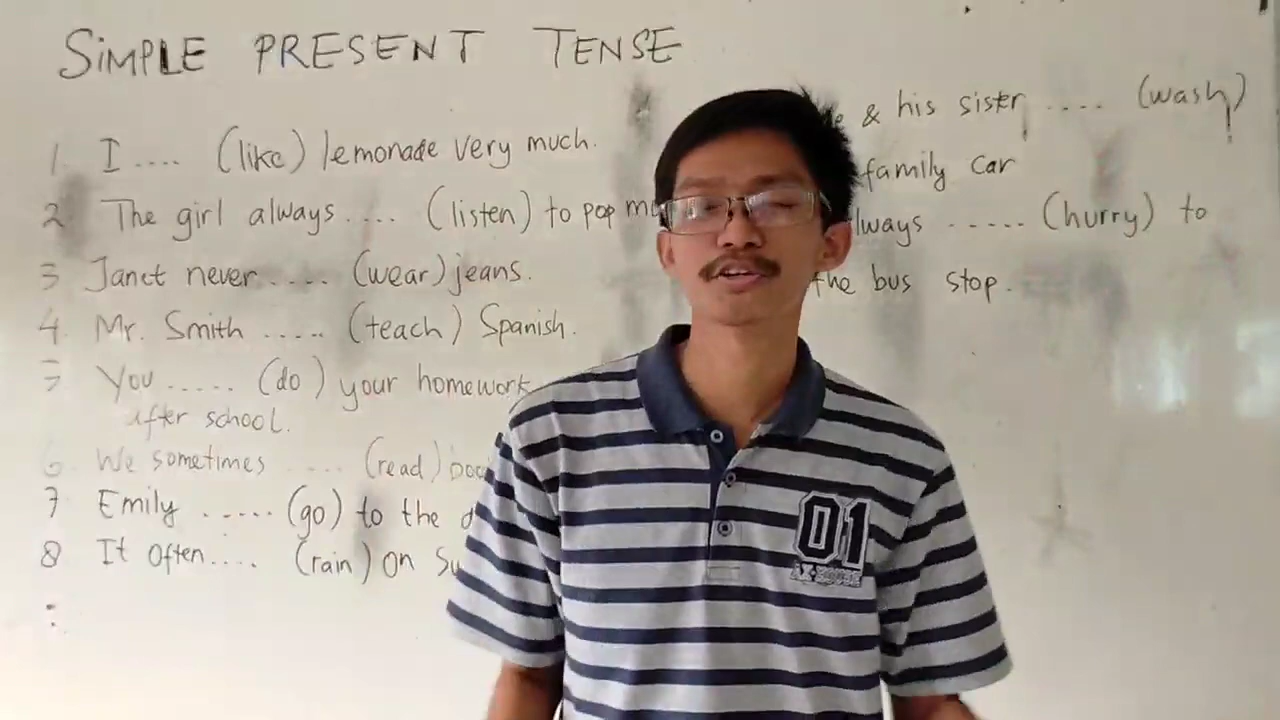 SiMPLE PRESENT TENSE
1. I .... (like) lemonade very much.
2 The girl always ..... (listen) to pop
3 Janet never ...... (wear) jeans.
4. Mr. Smith ..... (teach) Spanish.
You ...... (do) your homework
after school.
6. We sometimes .... (read)
7 Emily ...... (go) to the
8 It often .... (rain) on
:
& his sister .... (wash)
family car
..... (hurry) to
the bus stop.
01